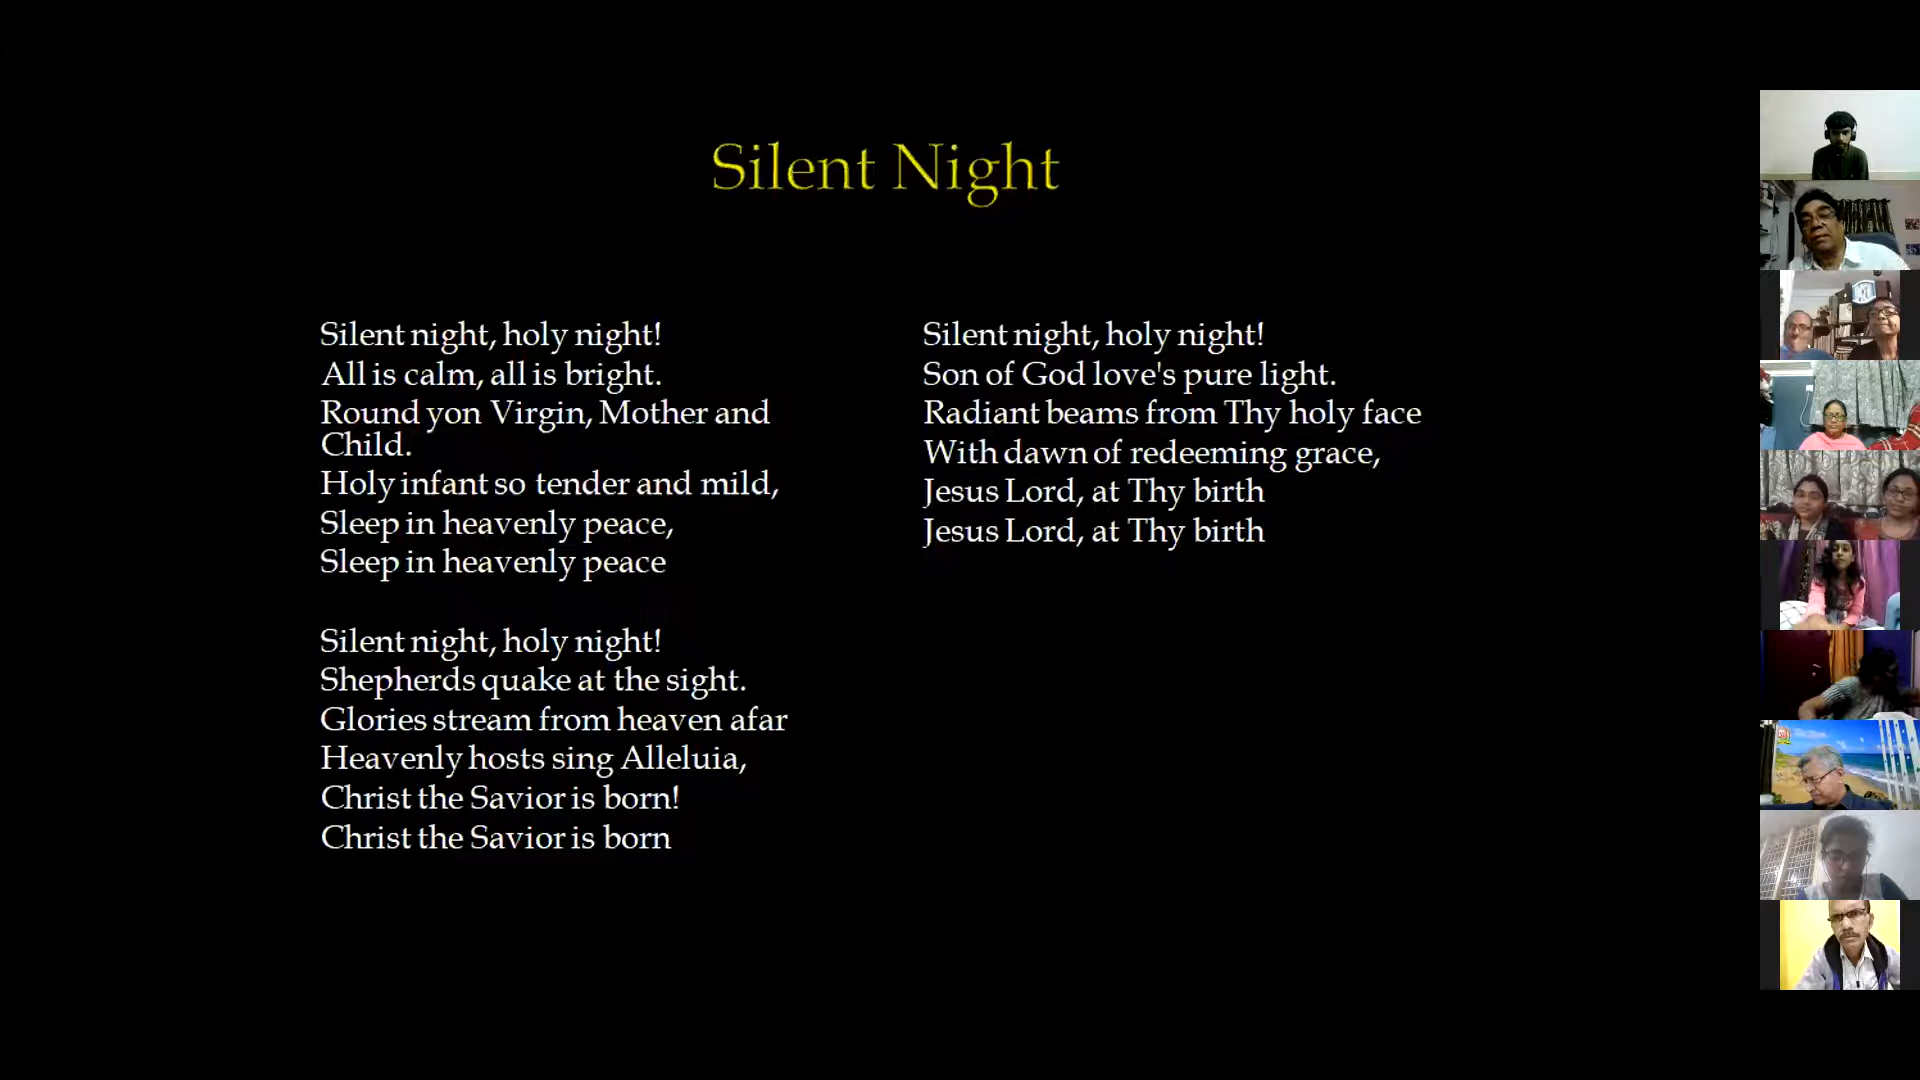 Silent Night
Silent night, holy night!
All is calm, all is bright.
Round yon Virgin, Mother and
Child.
Holy infant so tender and mild,
Sleep in heavenly peace,
Sleep in heavenly peace
Silent night, holy night!
Shepherds quake at the sight.
Glories stream from heaven afar
Heavenly hosts sing Alleluia,
Christ the Savior is born!
Christ the Savior is born
Silent night, holy night!
Son of God love's pure light.
Radiant beams from Thy holy face
With dawn of redeeming grace,
Jesus Lord, at Thy birth
Jesus Lord, at Thy birth